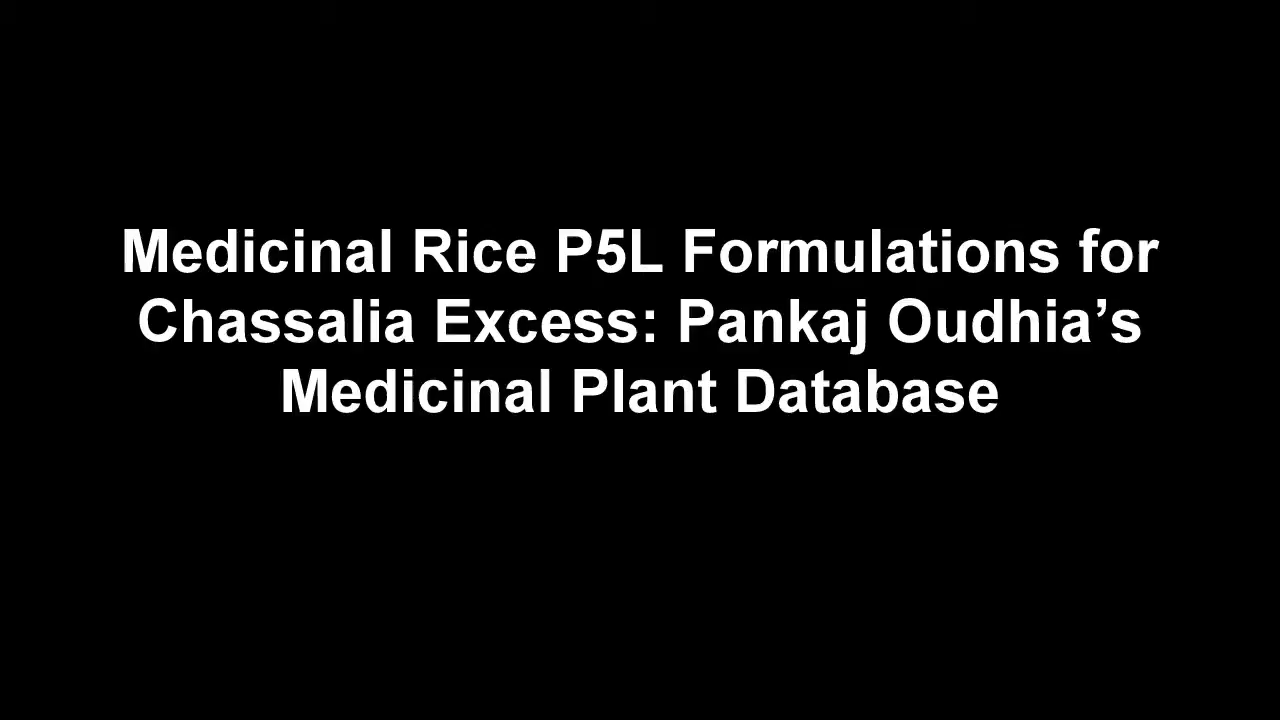 Medicinal Rice P5L Formulations for
Chassalia Excess: Pankaj Oudhia’s
Medicinal Plant Database